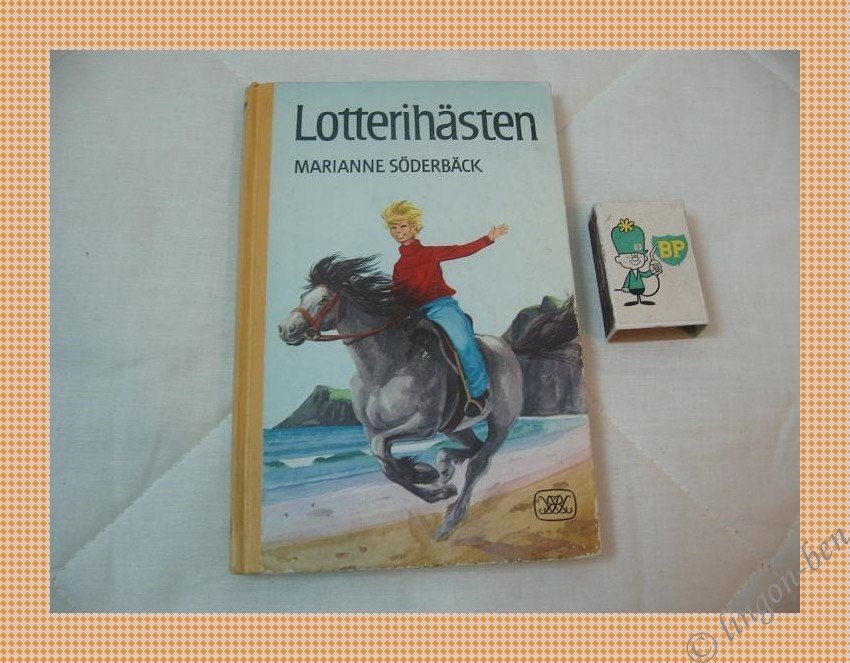 Lotterihästen
MARIANNE SÖDERBÄCK
BP
© lingon-ben